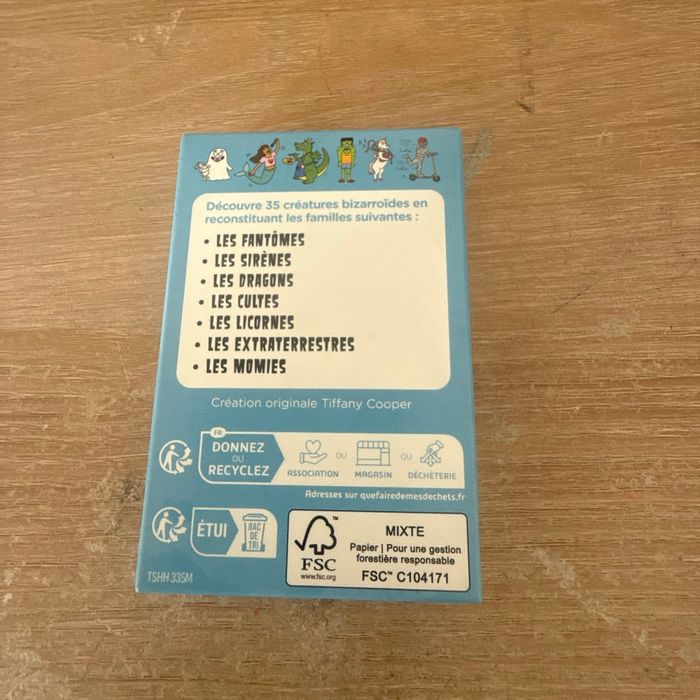 Découvre 35 créatures bizarroïdes en
reconstituant les familles suivantes :
• LES FANTÔMES
• LES SIRÈNES
• LES DRAGONS
• LES CULTES
• LES LICORNES
• LES EXTRATERRESTRES
• LES MOMIES
Création originale Tiffany Cooper
FR
DONNEZ
OU
RECYCLEZ
ASSOCIATION
OU
MAGASIN
OU
DÉCHÈTERIE
Adresses sur quefairedemesdechets.fr
ÉTUI
BAC
DE
TRI
TSHH 335M
FSC
™
www.fsc.org
MIXTE
Papier | Pour une gestion
forestière responsable
FSC™ C104171